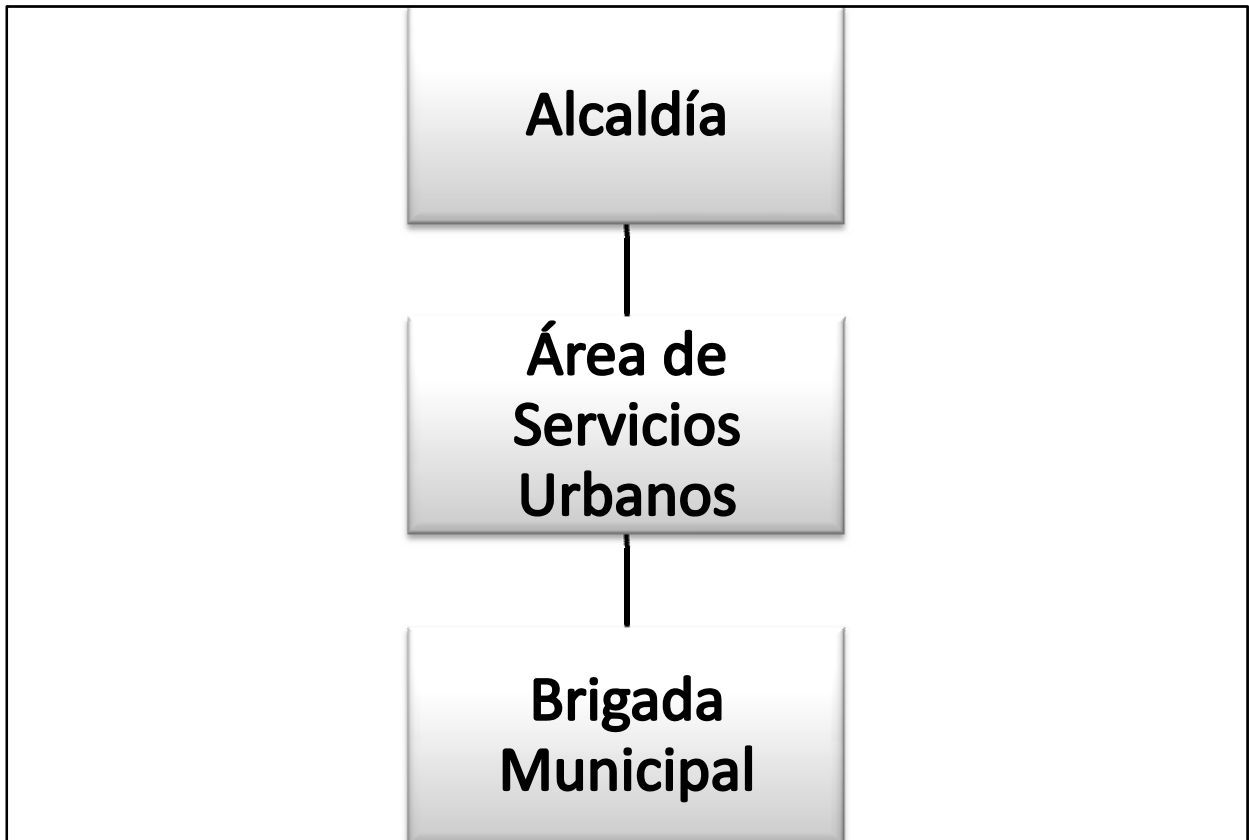 Alcaldía
Área de
Servicios
Urbanos
Brigada
Municipal